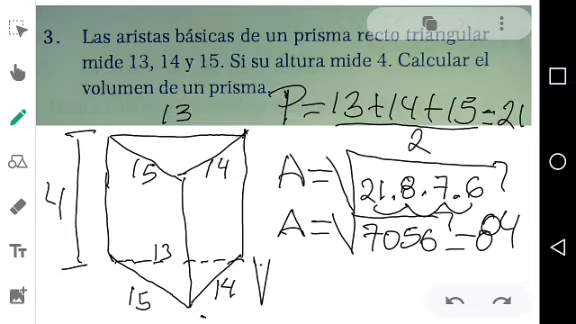 3. Las aristas básicas de un prisma recto triangular
mide 13, 14 y 15. Si su altura mide 4. Calcular el
volumen de un prisma.
13
P=13+14+15=21
2
15
14
4
A=√21.8.7.6
A=√7056=84
13
15
14
V
Tt